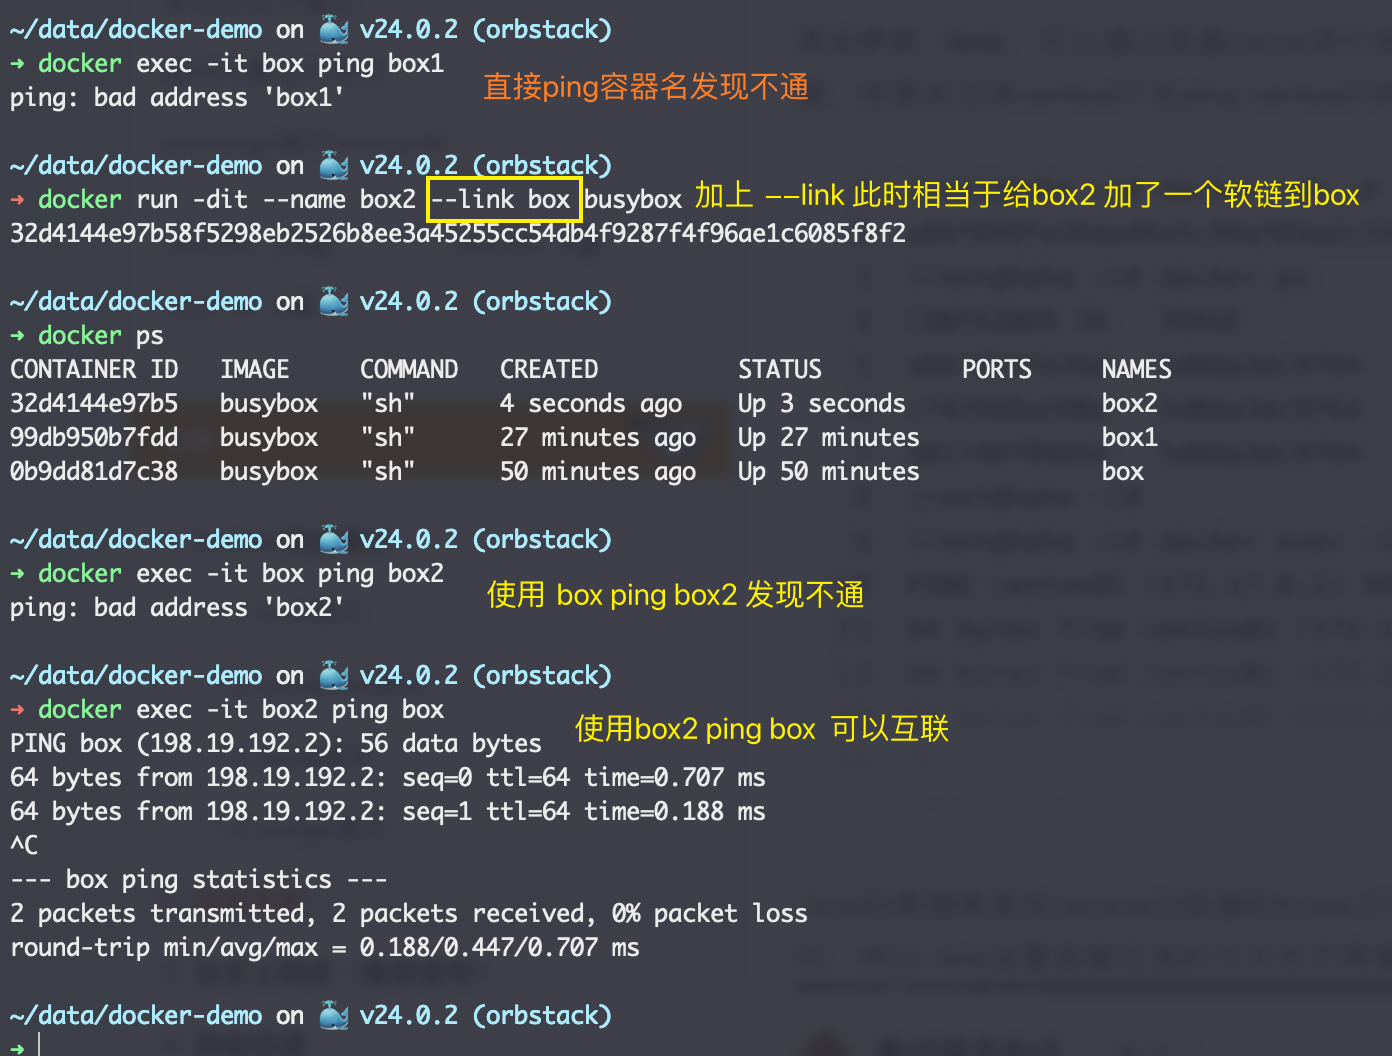 ~/data/docker-demo on 🐳 v24.0.2 (orbstack)
➜ docker exec -it box ping box1
ping: bad address 'box1'
直接ping容器名发现不通
~/data/docker-demo on 🐳 v24.0.2 (orbstack)
➜ docker run -dit --name box2 --link box busybox 加上 --link 此时相当于给box2 加了一个软链到box
32d4144e97b58f5298eb2526b8ee3a45255cc54db4f9287f4f96ae1c6085f8f2
~/data/docker-demo on 🐳 v24.0.2 (orbstack)
➜ docker ps
CONTAINER ID IMAGE COMMAND CREATED STATUS PORTS NAMES
32d4144e97b5 busybox "sh" 4 seconds ago Up 3 seconds box2
99db950b7fdd busybox "sh" 27 minutes ago Up 27 minutes box1
0b9dd81d7c38 busybox "sh" 50 minutes ago Up 50 minutes box
~/data/docker-demo on 🐳 v24.0.2 (orbstack)
➜ docker exec -it box ping box2
ping: bad address 'box2'
使用 box ping box2 发现不通
~/data/docker-demo on 🐳 v24.0.2 (orbstack)
➜ docker exec -it box2 ping box
使用box2 ping box 可以互联
PING box (198.19.192.2): 56 data bytes
64 bytes from 198.19.192.2: seq=0 ttl=64 time=0.707 ms
64 bytes from 198.19.192.2: seq=1 ttl=64 time=0.188 ms
^C
--- box ping statistics ---
2 packets transmitted, 2 packets received, 0% packet loss
round-trip min/avg/max = 0.188/0.447/0.707 ms
~/data/docker-demo on 🐳 v24.0.2 (orbstack)
➜